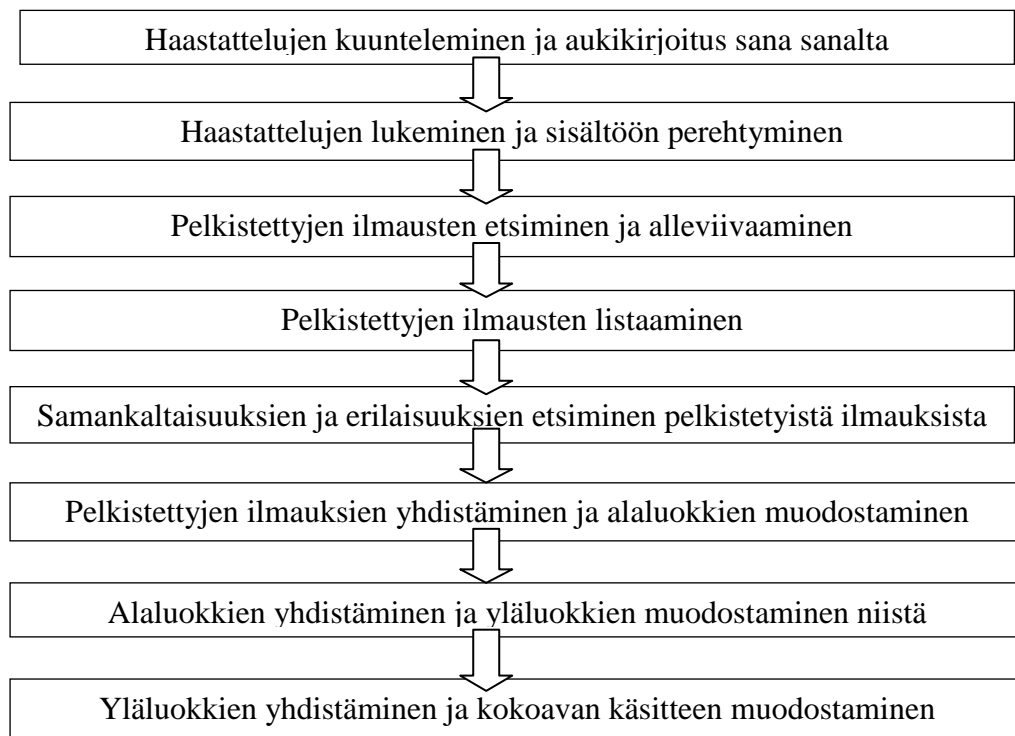 Haastattelujen kuunteleminen ja aukikirjoitus sana sanalta
Haastattelujen lukeminen ja sisältöön perehtyminen
Pelkistettyjen ilmausten etsiminen ja alleviivaaminen
Pelkistettyjen ilmausten listaaminen
Samankaltaisuuksien ja erilaisuuksien etsiminen pelkistetyistä ilmauksista
Pelkistettyjen ilmauksien yhdistäminen ja alaluokkien muodostaminen
Alaluokkien yhdistäminen ja yläluokkien muodostaminen niistä
Yläluokkien yhdistäminen ja kokoavan käsitteen muodostaminen